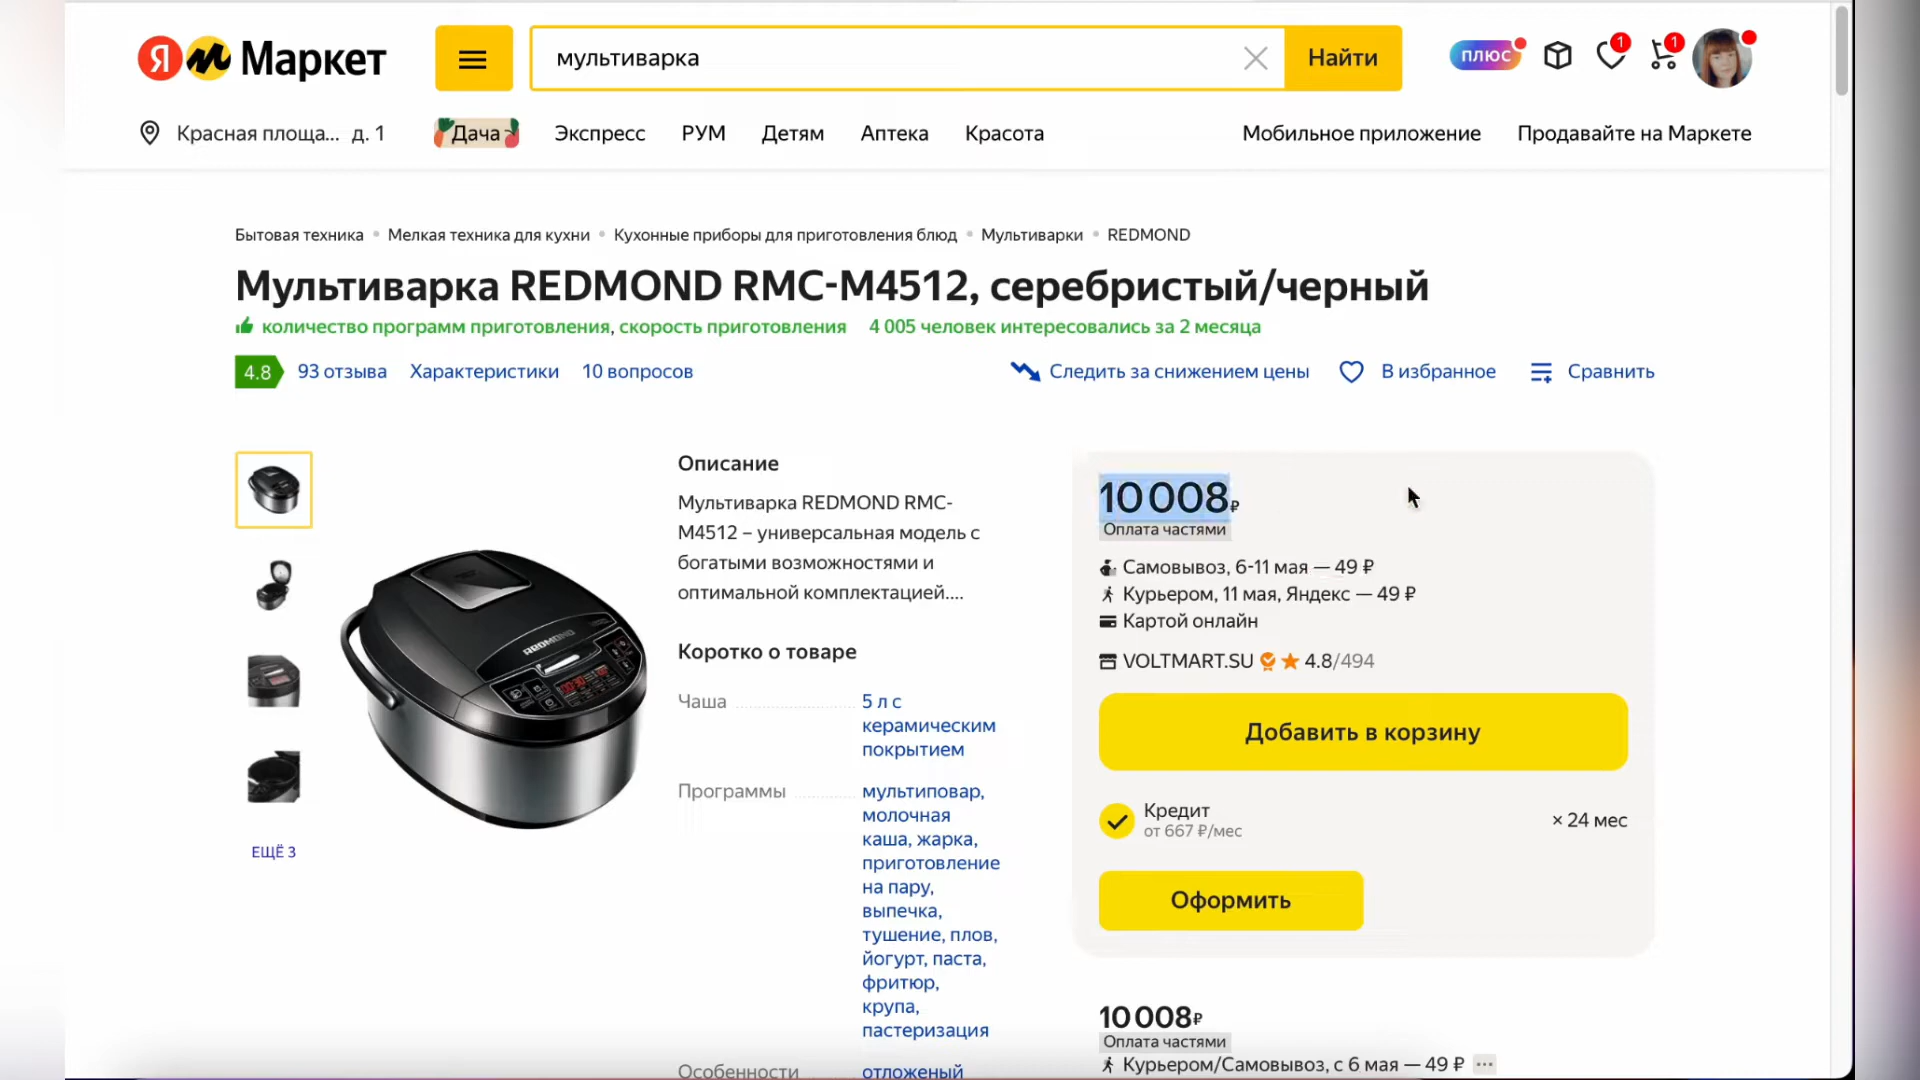 Я Маркет
мультиварка
Найти
плюс
1
1
Красная площа... д. 1
Дача
Экспресс
РУМ
Детям
Аптека
Красота
Мобильное приложение
Продавайте на Маркете
Бытовая техника • Мелкая техника для кухни • Кухонные приборы для приготовления блюд • Мультиварки • REDMOND
Мультиварка REDMOND RMC-M4512, серебристый/черный
количество программ приготовления, скорость приготовления 4 005 человек интересовались за 2 месяца
4.8 93 отзыва Характеристики 10 вопросов
Следить за снижением цены В избранное Сравнить
ЕЩЁ 3
REDMOND
Описание
Мультиварка REDMOND RMC-
M4512 – универсальная модель с
богатыми возможностями и
оптимальной комплектацией....
Коротко о товаре
Чаша 5 л с
керамическим
покрытием
Программы мультиповар,
молочная
каша, жарка,
приготовление
на пару,
выпечка,
тушение, плов,
йогурт, паста,
фритюр,
крупа,
пастеризация
Особенности отложеный
10 008 ₽
Оплата частями
Самовывоз, 6-11 мая — 49 ₽
Курьером, 11 мая, Яндекс — 49 ₽
Картой онлайн
VOLTMART.SU 4.8/494
Добавить в корзину
Кредит
от 667 ₽/мес
× 24 мес
Оформить
10 008 ₽
Оплата частями
Курьером/Самовывоз, с 6 мая — 49 ₽ ...